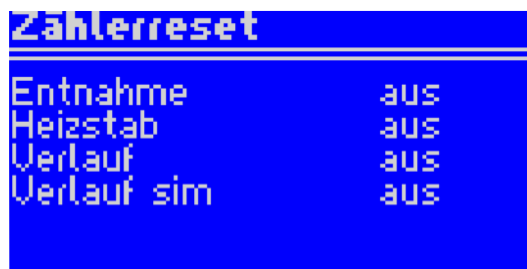 Zählerreset
Entnahme aus
Heizstab aus
Verlauf aus
Verlauf sim aus